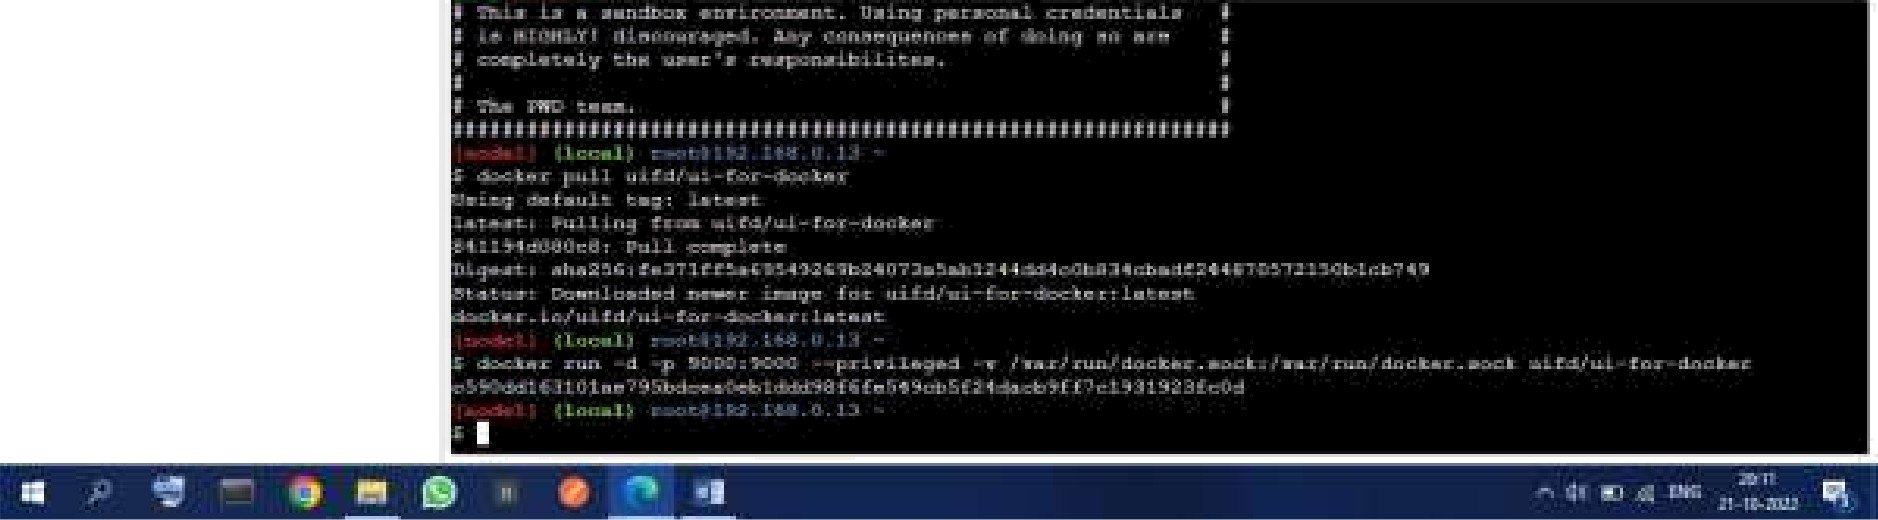 # This is a sandbox environment. Using personal credentials #
# is HIGHLY! discouraged. Any consequences of doing so are #
# completely the user's responsibilites. #
# #
# The PWD team. #
###############################################################
[node1] (local) root@192.168.0.13 ~
$ docker pull uifd/ui-for-docker
Using default tag: latest
latest: Pulling from uifd/ui-for-docker
841194d080c8: Pull complete
Digest: 
Status: Downloaded newer image for uifd/ui-for-docker:latest
docker.io/uifd/ui-for-docker:latest
[node1] (local) root@192.168.0.13 ~
$ docker run -d -p 9000:9000 --privileged -v /var/run/docker.sock:/var/run/docker.sock uifd/ui-for-docker
[node1] (local) root@192.168.0.13 ~
$
ENG
20:11
21-10-2022